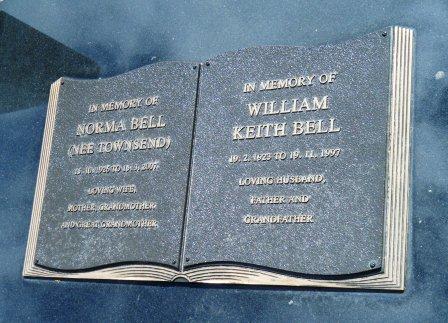 IN MEMORY OF
NORMA BELL
(NEE TOWNSEND)
TO
LOVING WIFE,
MOTHER, GRANDMOTHER
AND GREAT GRANDMOTHER
IN MEMORY OF
WILLIAM
KEITH BELL
19. 2. 1923 TO 19. 11. 1997
LOVING HUSBAND,
FATHER AND
GRANDFATHER